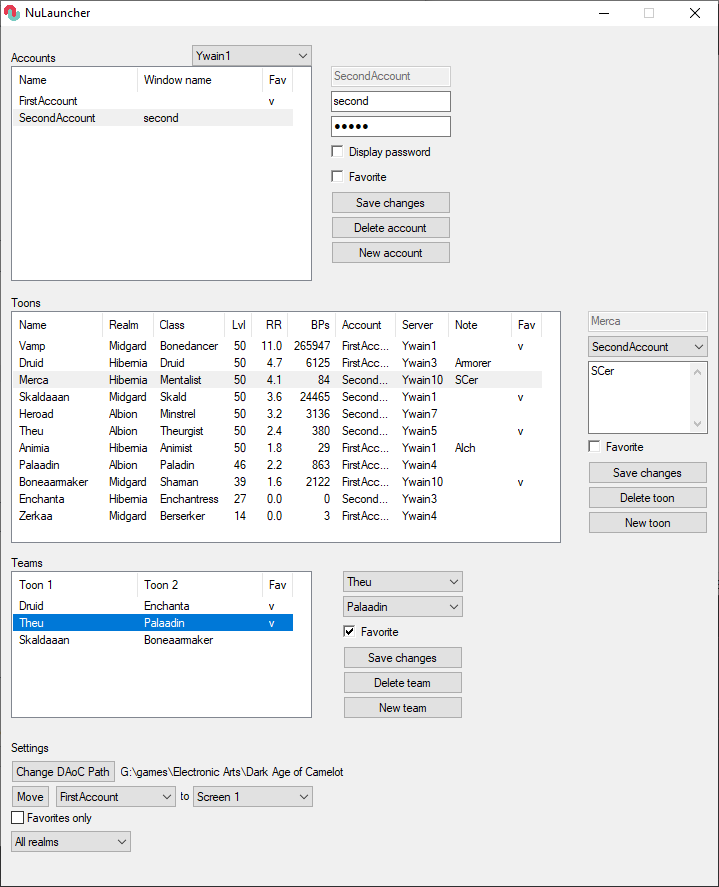 NuLauncher
Accounts
Ywain1
Name Window name Fav
FirstAccount v
SecondAccount second
SecondAccount
second
●●●●●
Display password
Favorite
Save changes
Delete account
New account
Toons
Name Realm Class Lvl RR BPs Account Server Note Fav
Vamp Midgard Bonedancer 50 11.0 265947 FirstAcc... Ywain1 v
Druid Hibernia Druid 50 4.7 6125 FirstAcc... Ywain3 Armorer
Merca Hibernia Mentalist 50 4.1 84 Second... Ywain10 SCer
Skaldaaan Midgard Skald 50 3.6 24465 Second... Ywain1 v
Heroad Albion Minstrel 50 3.2 3136 Second... Ywain7
Theu Albion Theurgist 50 2.4 380 Second... Ywain5 v
Animia Hibernia Animist 50 1.8 29 FirstAcc... Ywain1 Alch
Palaadin Albion Paladin 46 2.2 863 FirstAcc... Ywain4
Boneaarmaker Midgard Shaman 39 1.6 2122 FirstAcc... Ywain10 v
Enchanta Hibernia Enchantress 27 0.0 0 Second... Ywain3
Zerkaa Midgard Berserker 14 0.0 3 FirstAcc... Ywain4
Merca
SecondAccount
SCer
Favorite
Save changes
Delete toon
New toon
Teams
Toon 1 Toon 2 Fav
Druid Enchanta v
Theu Palaadin v
Skaldaaan Boneaarmaker
Theu
Palaadin
Favorite
Save changes
Delete team
New team
Settings
Change DAoC Path G:\games\Electronic Arts\Dark Age of Camelot
Move FirstAccount to Screen 1
Favorites only
All realms